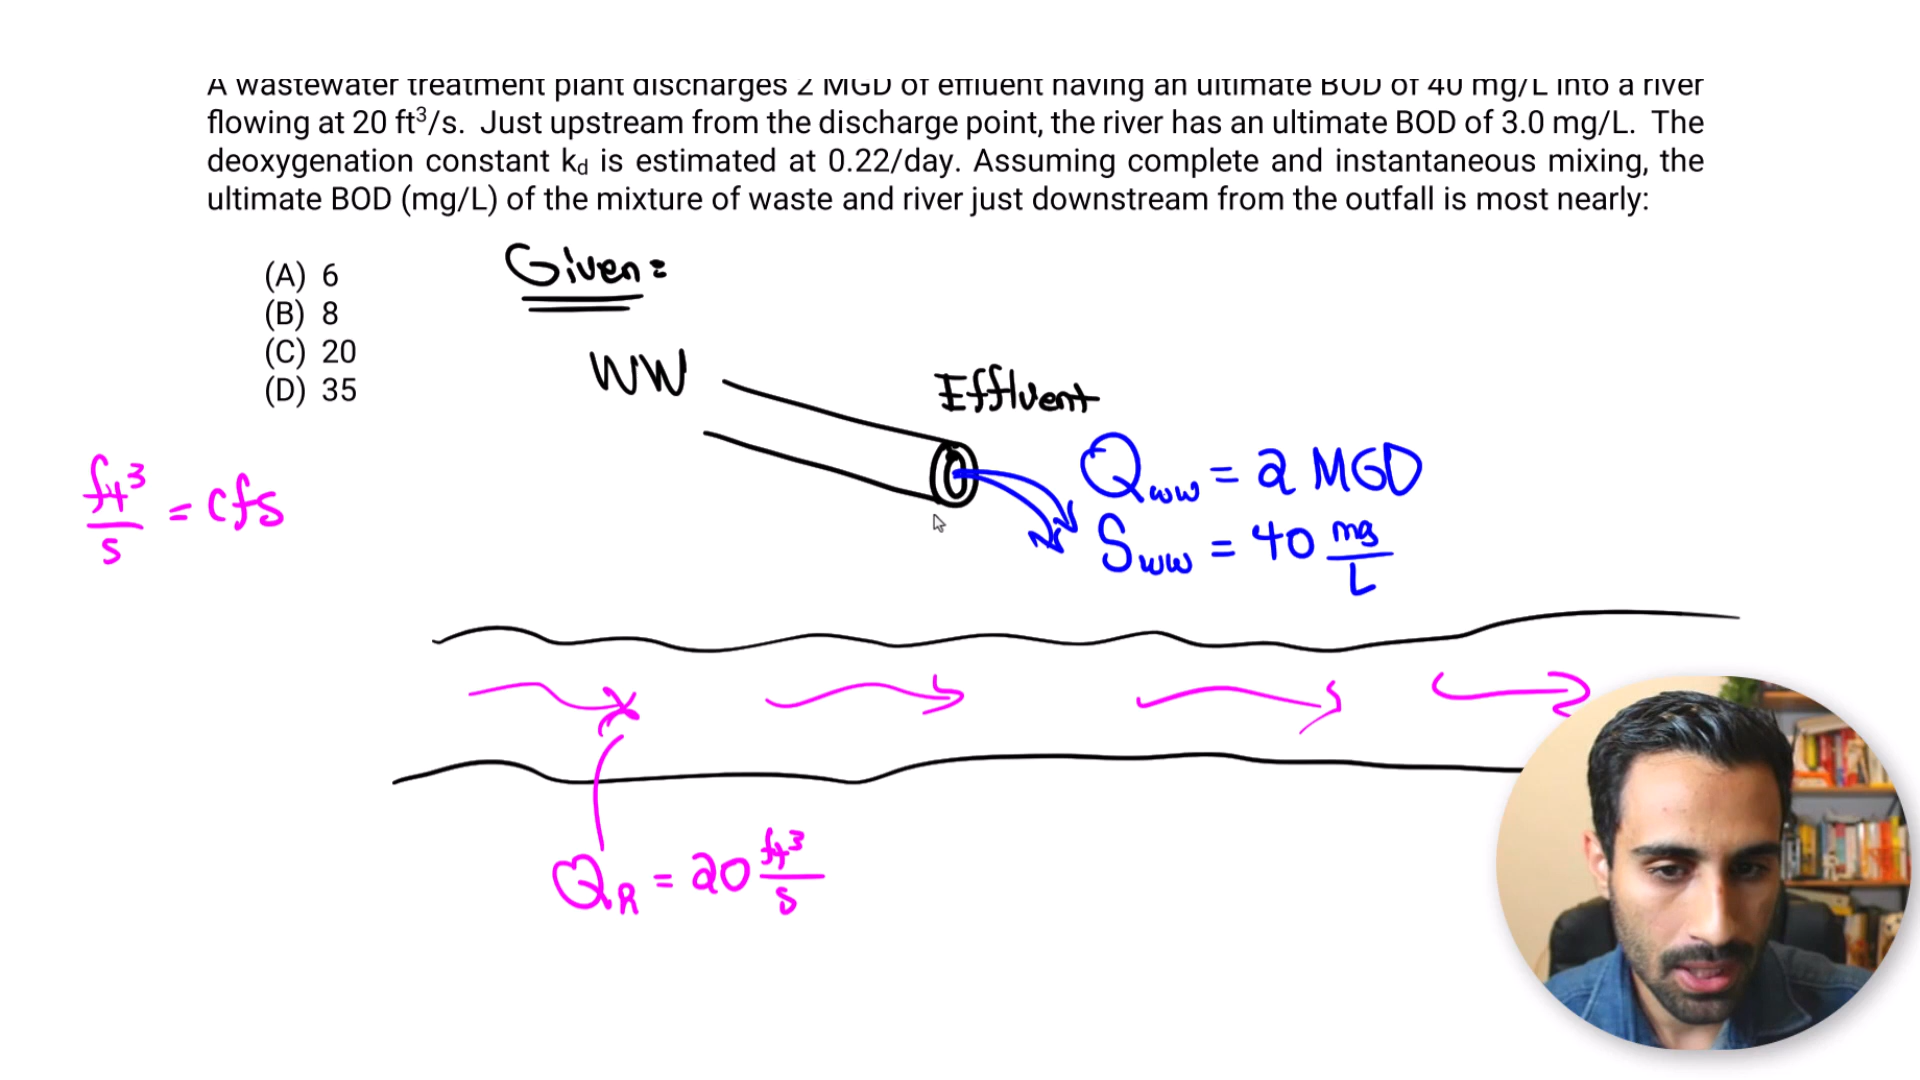 A wastewater treatment plant discharges 2 MGD of effluent having an ultimate BOD of 40 mg/L into a river
flowing at 20 ft³/s. Just upstream from the discharge point, the river has an ultimate BOD of 3.0 mg/L. The
deoxygenation constant k_d is estimated at 0.22/day. Assuming complete and instantaneous mixing, the
ultimate BOD (mg/L) of the mixture of waste and river just downstream from the outfall is most nearly:
Given:
(A) 6
(B) 8
(C) 20
(D) 35
WW
Effluent
Q_ww = 2 MGD
S_ww = 40 mg/L
ft³/s = cfs
Q_R = 20 ft³/s